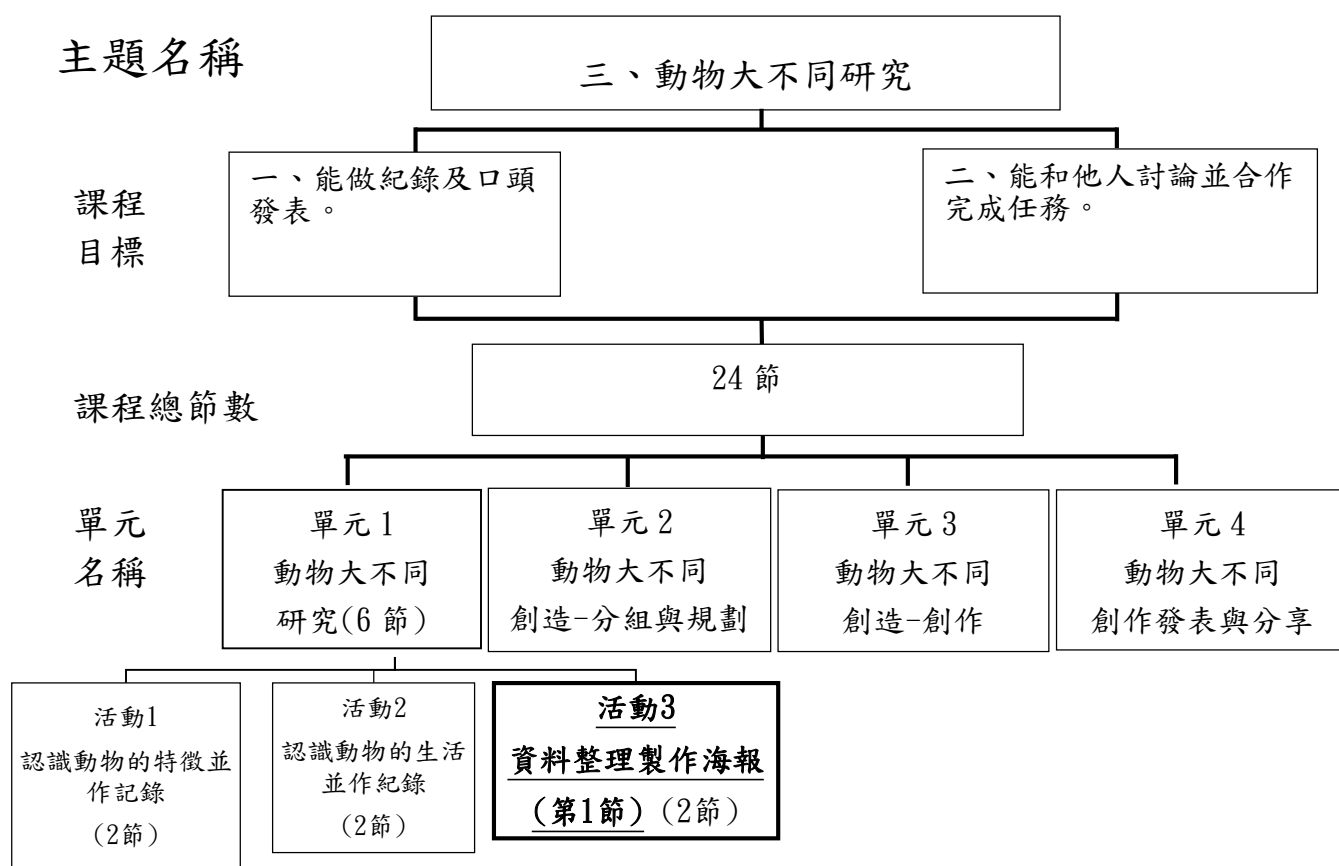 主題名稱
三、動物大不同研究
課程
目標
一、能做紀錄及口頭
發表。
二、能和他人討論並合作
完成任務。
課程總節數
24 節
單元
名稱
單元 1
動物大不同
研究(6 節)
單元 2
動物大不同
創造-分組與規劃
單元 3
動物大不同
創造-創作
單元 4
動物大不同
創作發表與分享
活動1
認識動物的特徵並
作記錄
(2節)
活動2
認識動物的生活
並作紀錄
(2節)
活動3
資料整理製作海報
(第1節) (2節)